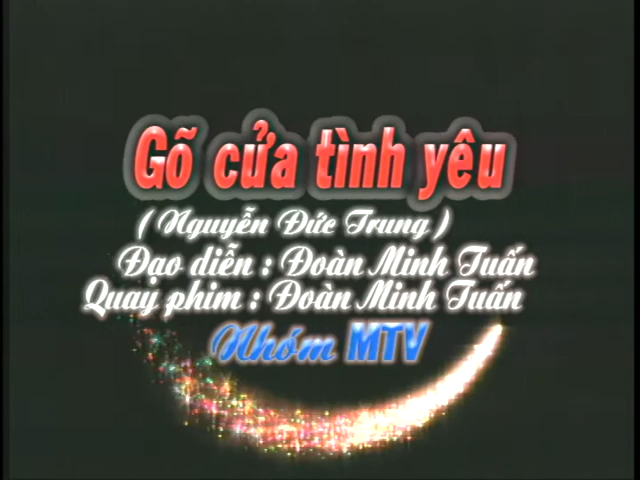 Gõ cửa tình yêu
( Nguyễn Đức Trung )
Đạo diễn : Đoàn Minh Tuấn
Quay phim : Đoàn Minh Tuấn
Nhóm MTV